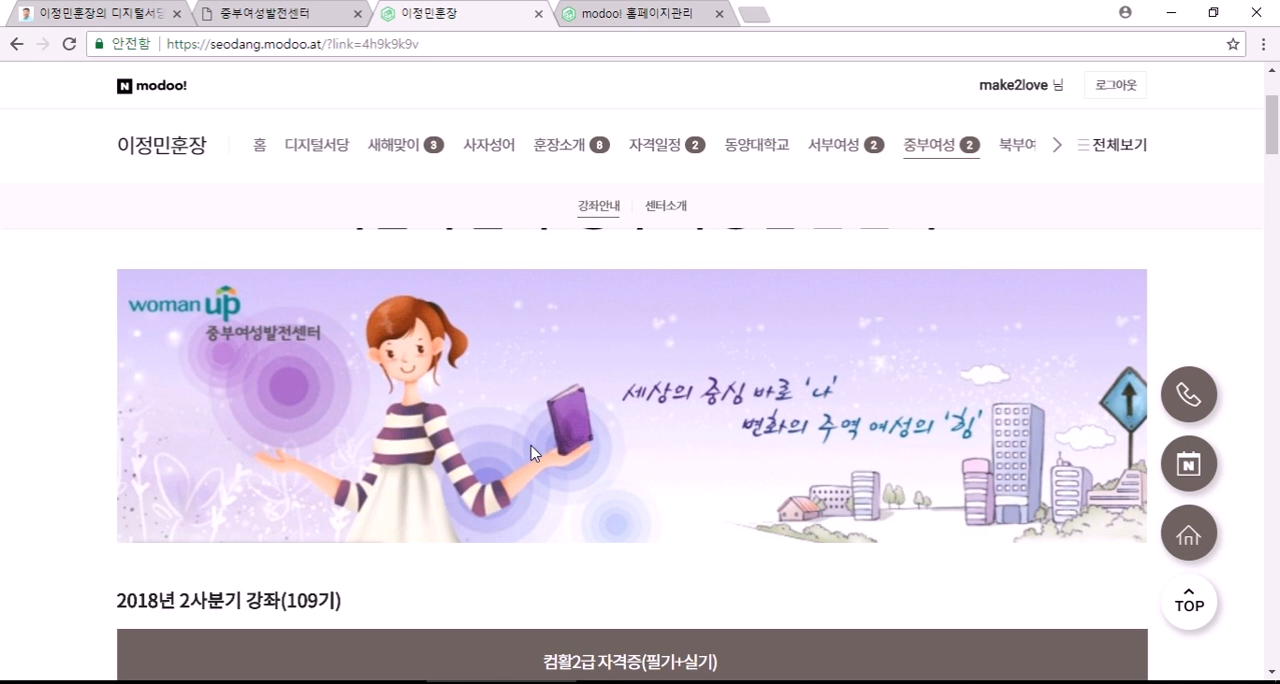 이정민훈장의 디지털서당
중부여성발전센터
이정민훈장
modoo! 홈페이지관리
안전함
https://seodang.modoo.at/?link=4h9k9k9v
N modoo!
make2love 님
로그아웃
이정민훈장
홈
디지털서당
새해맞이 3
사자성어
훈장소개 8
자격일정 2
동양대학교
서부여성 2
중부여성 2
북부여
전체보기
강좌안내
센터소개
woman up
중부여성발전센터
세상의 중심 바로 '나'
변화의 주역 여성의 '힘'
N
TOP
2018년 2사분기 강좌(109기)
컴활2급 자격증(필기+실기)